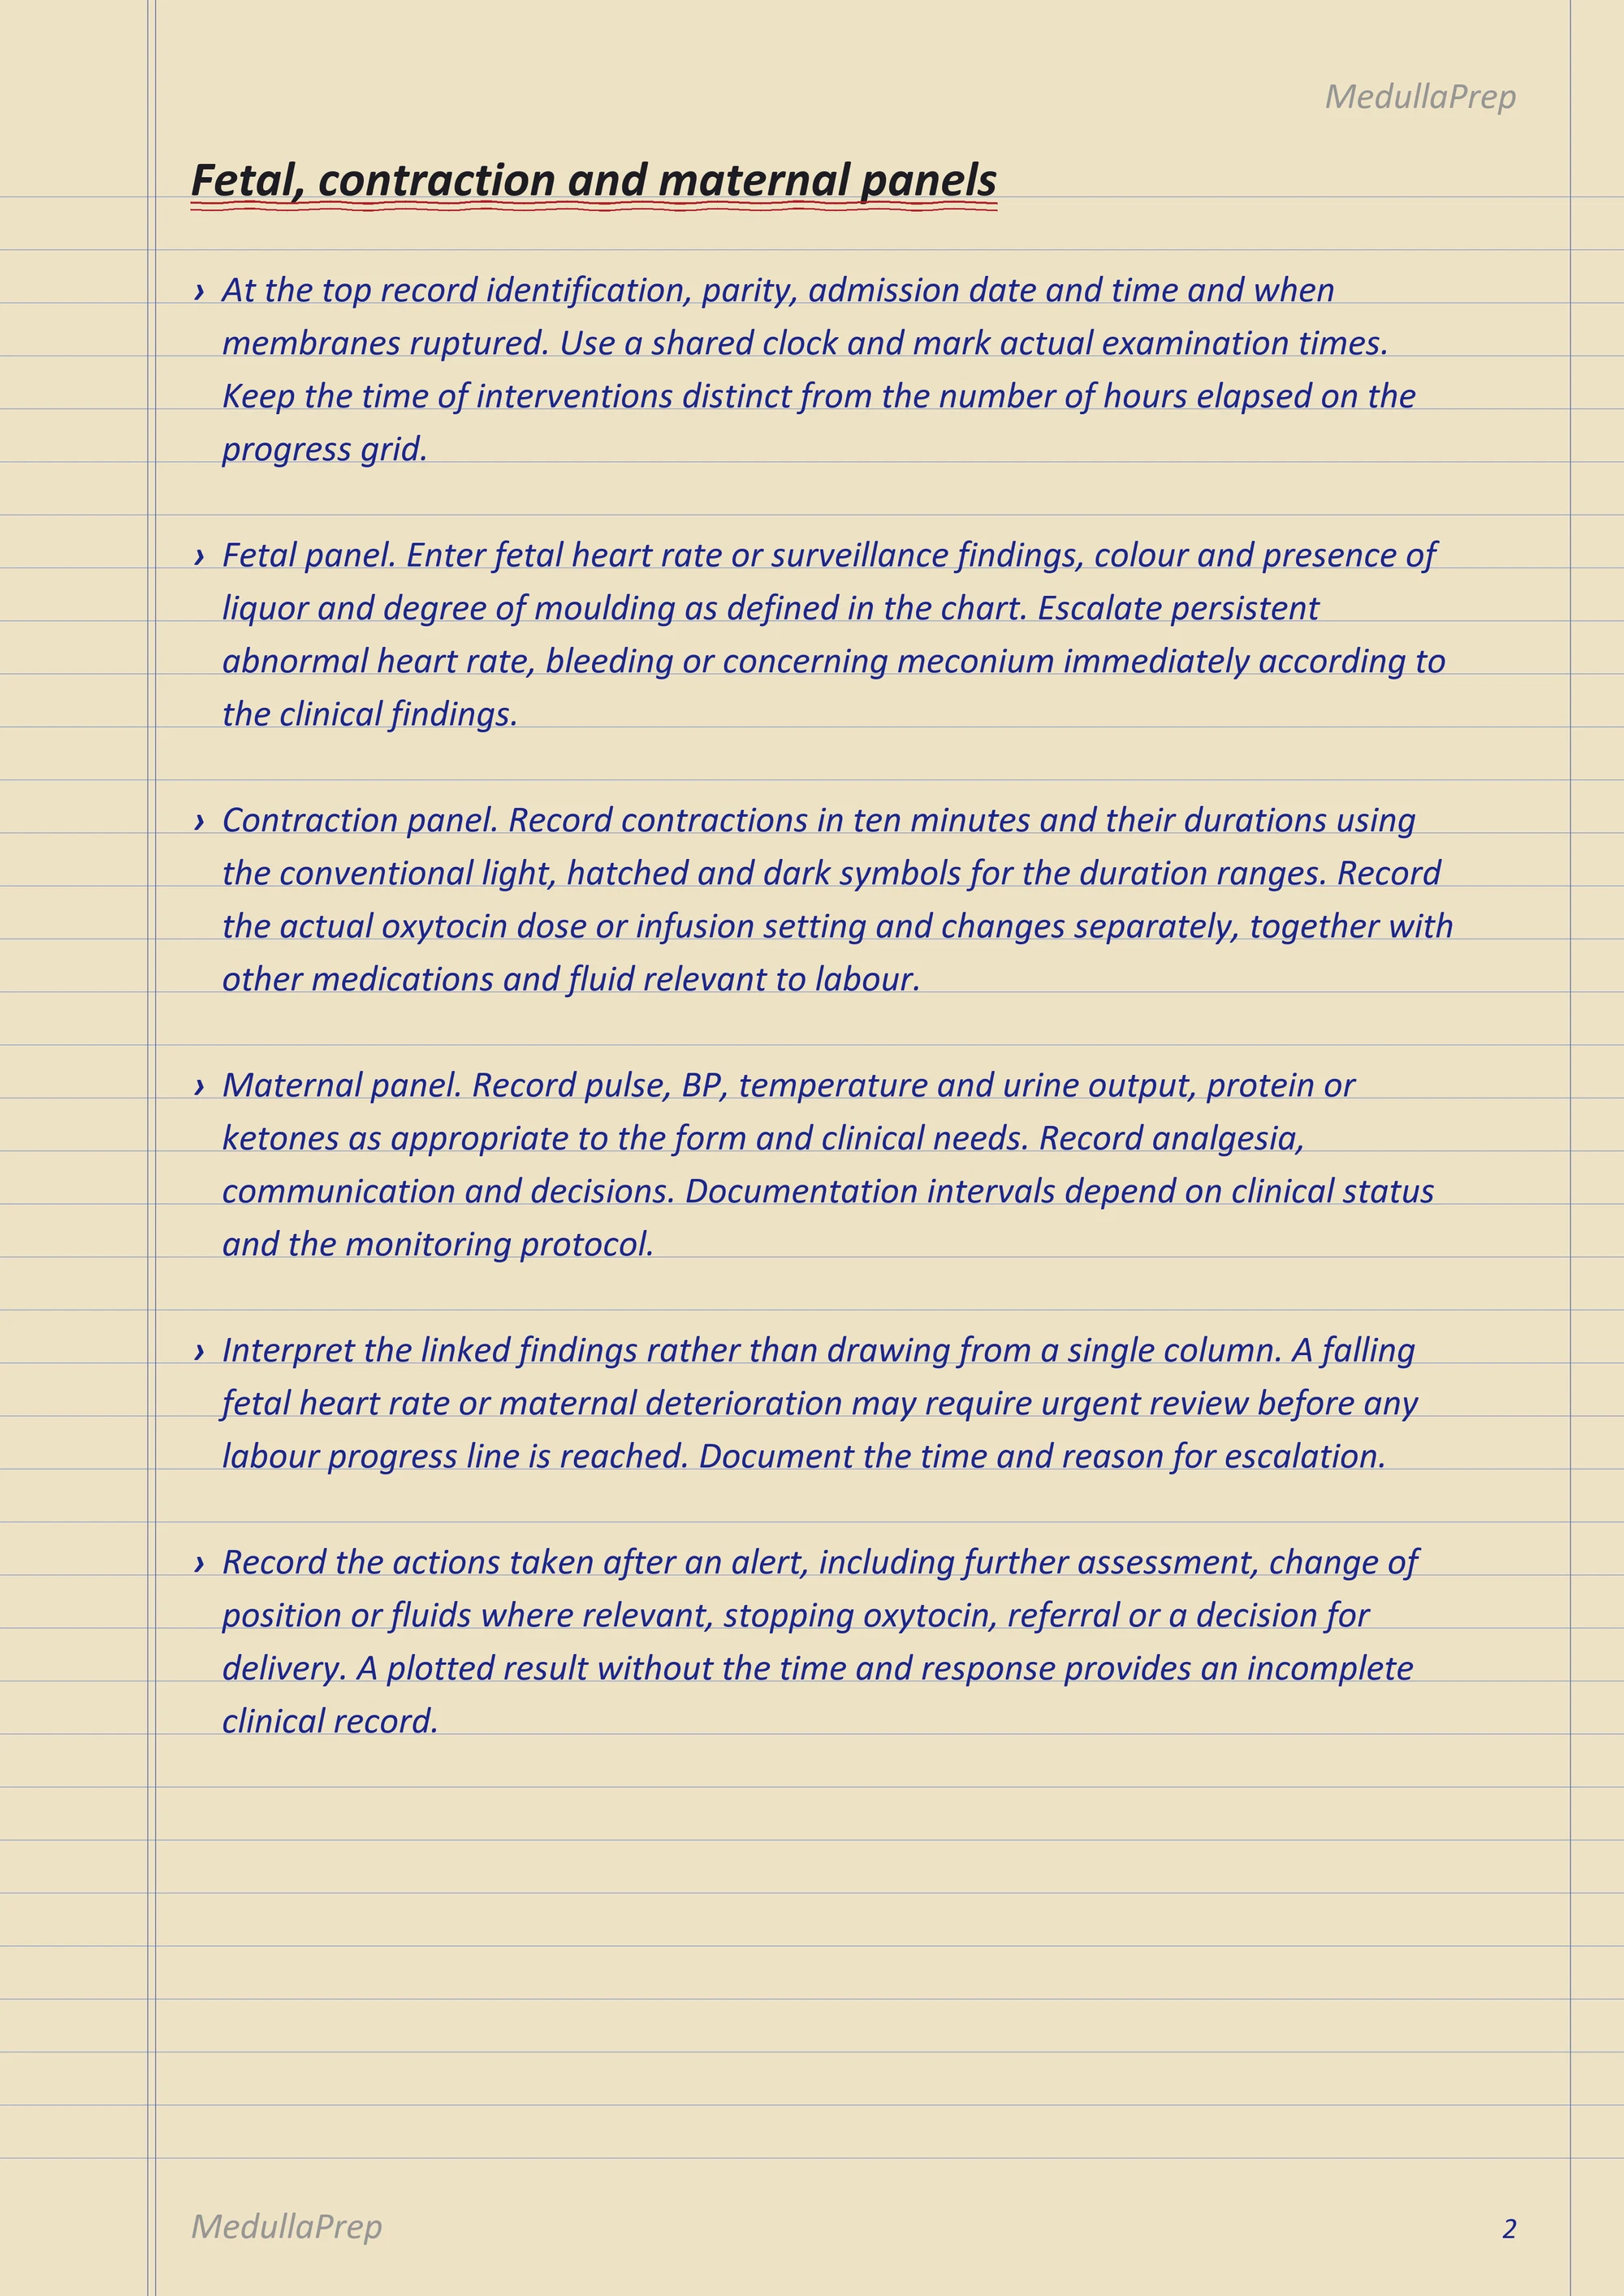 MedullaPrep
Fetal, contraction and maternal panels
› At the top record identification, parity, admission date and time and when
membranes ruptured. Use a shared clock and mark actual examination times.
Keep the time of interventions distinct from the number of hours elapsed on the
progress grid.
› Fetal panel. Enter fetal heart rate or surveillance findings, colour and presence of
liquor and degree of moulding as defined in the chart. Escalate persistent
abnormal heart rate, bleeding or concerning meconium immediately according to
the clinical findings.
› Contraction panel. Record contractions in ten minutes and their durations using
the conventional light, hatched and dark symbols for the duration ranges. Record
the actual oxytocin dose or infusion setting and changes separately, together with
other medications and fluid relevant to labour.
› Maternal panel. Record pulse, BP, temperature and urine output, protein or
ketones as appropriate to the form and clinical needs. Record analgesia,
communication and decisions. Documentation intervals depend on clinical status
and the monitoring protocol.
› Interpret the linked findings rather than drawing from a single column. A falling
fetal heart rate or maternal deterioration may require urgent review before any
labour progress line is reached. Document the time and reason for escalation.
› Record the actions taken after an alert, including further assessment, change of
position or fluids where relevant, stopping oxytocin, referral or a decision for
delivery. A plotted result without the time and response provides an incomplete
clinical record.
MedullaPrep
2